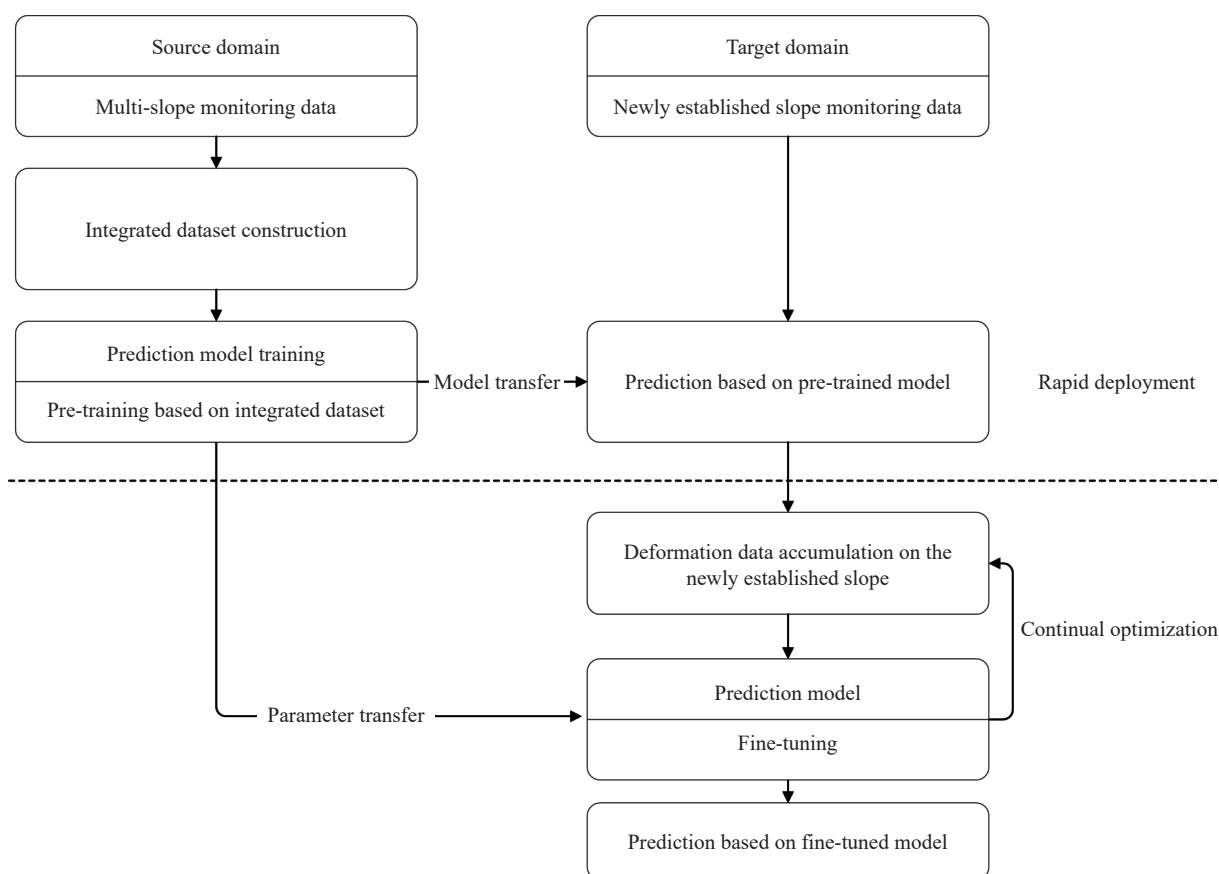 Source domain
Target domain
Multi-slope monitoring data
Newly established slope monitoring data
Integrated dataset construction
Prediction model training
Pre-training based on integrated dataset
Model transfer
Prediction based on pre-trained model
Rapid deployment
Deformation data accumulation on the
newly established slope
Continual optimization
Prediction model
Parameter transfer
Fine-tuning
Prediction based on fine-tuned model